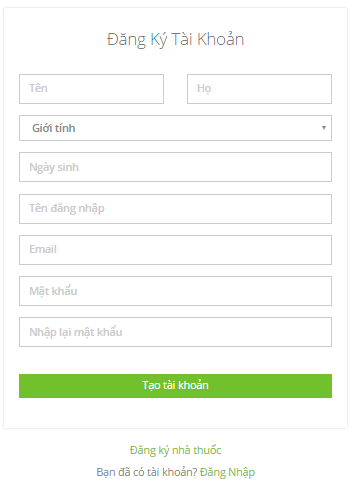 Đăng Ký Tài Khoản
Tên Họ
Giới tính
Ngày sinh
Tên đăng nhập
Email
Mật khẩu
Nhập lại mật khẩu
Tạo tài khoản
Đăng ký nhà thuốc
Bạn đã có tài khoản? Đăng Nhập